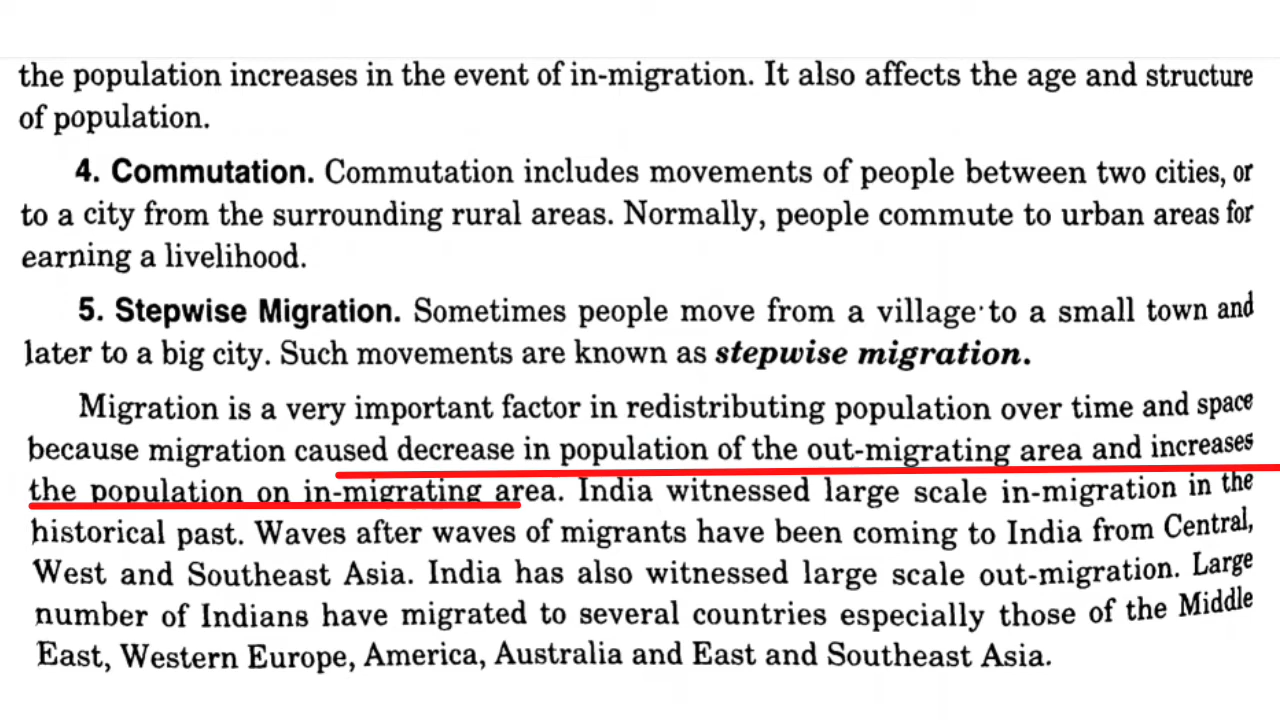 the population increases in the event of in-migration. It also affects the age and structure
of population.
4. Commutation. Commutation includes movements of people between two cities, or
to a city from the surrounding rural areas. Normally, people commute to urban areas for
earning a livelihood.
5. Stepwise Migration. Sometimes people move from a village to a small town and
later to a big city. Such movements are known as stepwise migration.
Migration is a very important factor in redistributing population over time and space
because migration caused decrease in population of the out-migrating area and increases
the population on in-migrating area. India witnessed large scale in-migration in the
historical past. Waves after waves of migrants have been coming to India from Central,
West and Southeast Asia. India has also witnessed large scale out-migration. Large
number of Indians have migrated to several countries especially those of the Middle
East, Western Europe, America, Australia and East and Southeast Asia.